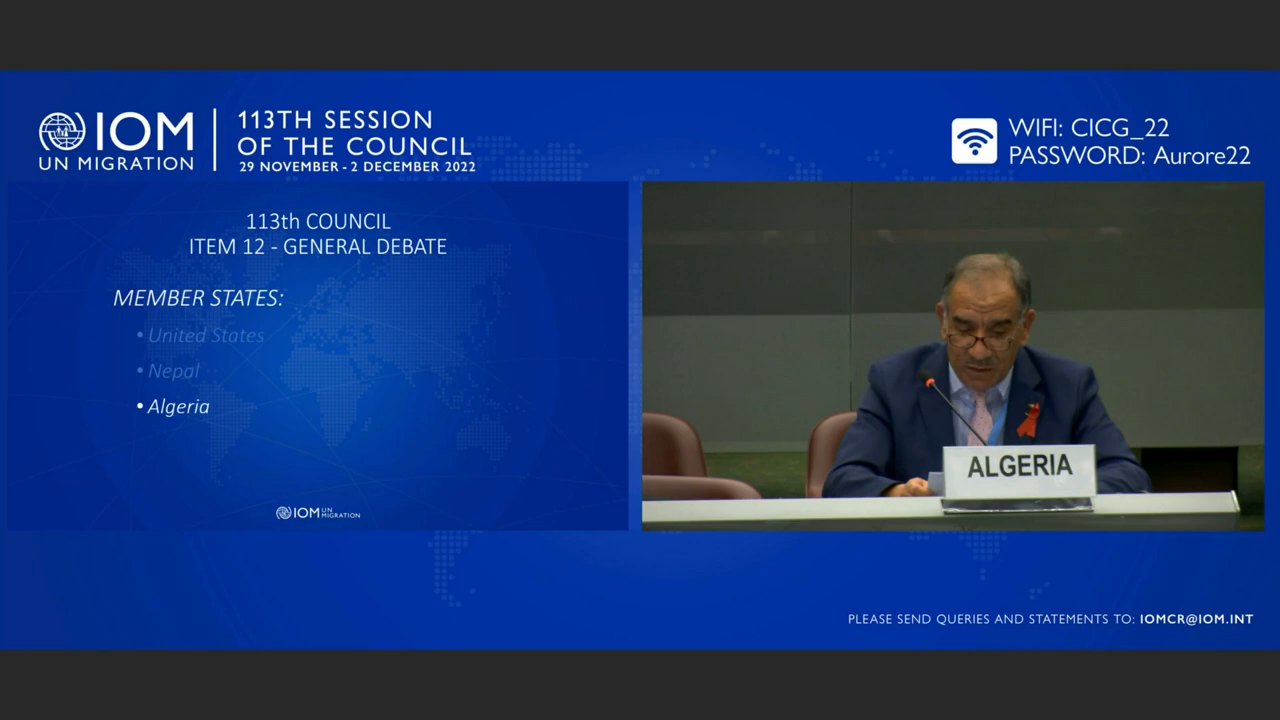 IOM
UN MIGRATION
113TH SESSION
OF THE COUNCIL
29 NOVEMBER - 2 DECEMBER 2022
WIFI: CICG_22
PASSWORD: Aurore22
113th COUNCIL
ITEM 12 - GENERAL DEBATE
MEMBER STATES:
• United States
• Nepal
• Algeria
IOM UN MIGRATION
ALGERIA
PLEASE SEND QUERIES AND STATEMENTS TO: IOMCR@IOM.INT